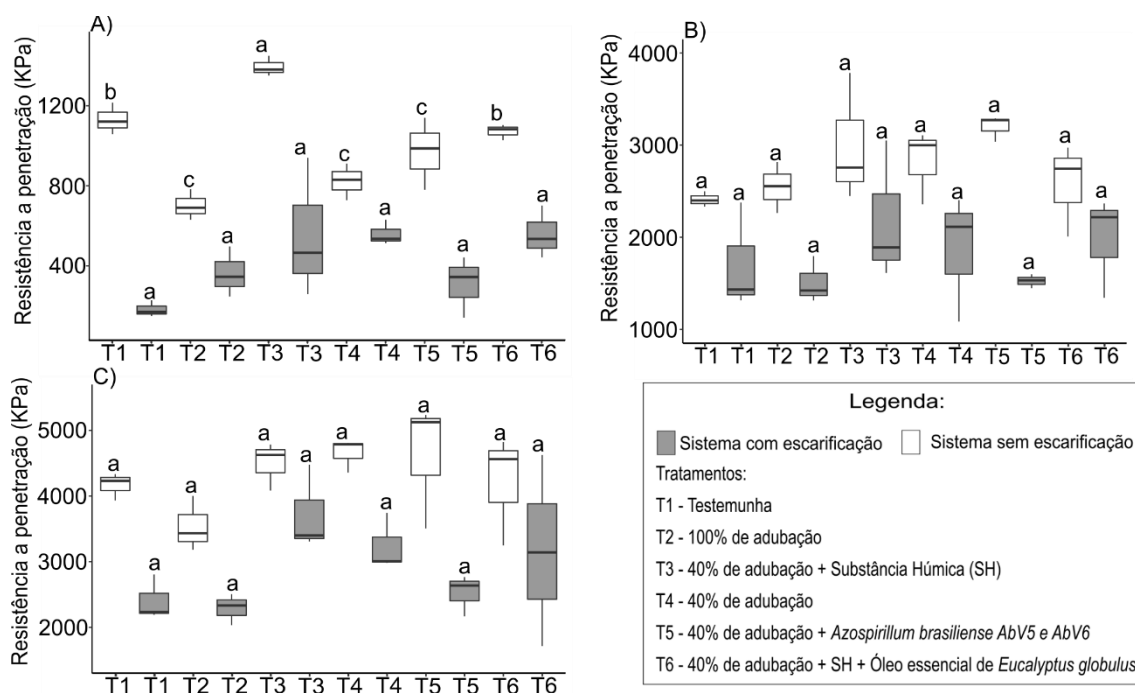 A)
Resistência a penetração (KPa)
1200
800
400
b
a
c
a
a
a
c
a
c
a
b
a
T1 T1 T2 T2 T3 T3 T4 T4 T5 T5 T6 T6
B)
Resistência a penetração (KPa)
4000
3000
2000
1000
a
a
a
a
a
a
a
a
a
a
a
a
T1 T1 T2 T2 T3 T3 T4 T4 T5 T5 T6 T6
C)
Resistência a penetração (KPa)
5000
4000
3000
2000
a
a
a
a
a
a
a
a
a
a
a
a
T1 T1 T2 T2 T3 T3 T4 T4 T5 T5 T6 T6
Legenda:
Sistema com escarificação Sistema sem escarificação
Tratamentos:
T1 - Testemunha
T2 - 100% de adubação
T3 - 40% de adubação + Substância Húmica (SH)
T4 - 40% de adubação
T5 - 40% de adubação + Azospirillum brasiliense AbV5 e AbV6
T6 - 40% de adubação + SH + Óleo essencial de Eucalyptus globulus